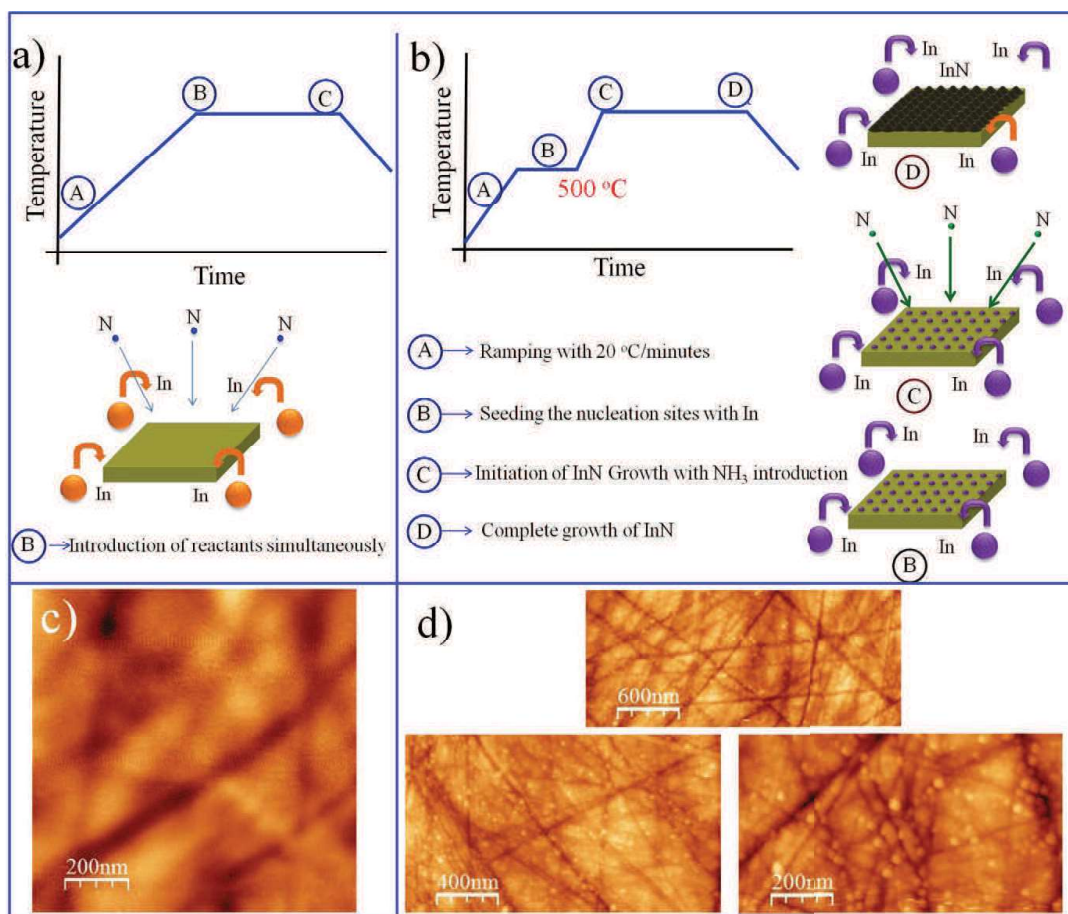 a)
B
C
A
Temperature
Time
N
N
N
In
In
In
In
B Introduction of reactants simultaneously
b)
C
D
B
A
500 °C
Temperature
Time
A Ramping with 20 °C/minutes
B Seeding the nucleation sites with In
C Initiation of InN Growth with NH₃ introduction
D Complete growth of InN
In
In
InN
In
In
D
N
N
N
In
In
In
In
C
In
In
In
In
B
c)
200nm
d)
600nm
400nm
200nm